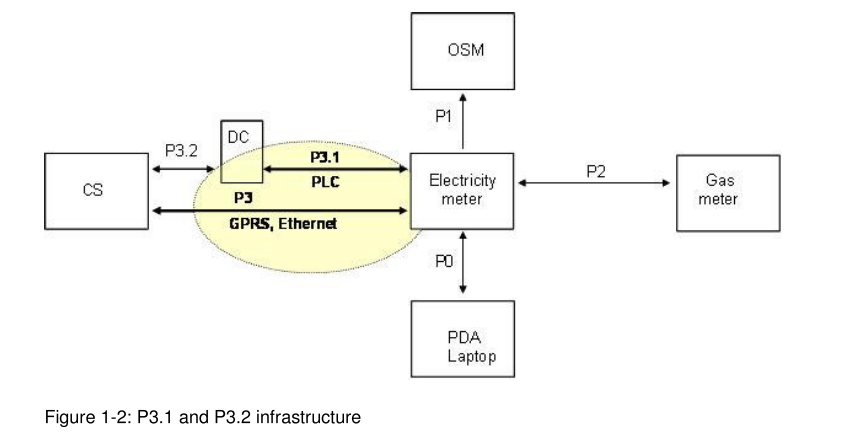 OSM
P1
DC
P3.2
P3.1
PLC
CS
P3
GPRS, Ethernet
Electricity
meter
P2
Gas
meter
P0
PDA
Laptop
Figure 1-2: P3.1 and P3.2 infrastructure